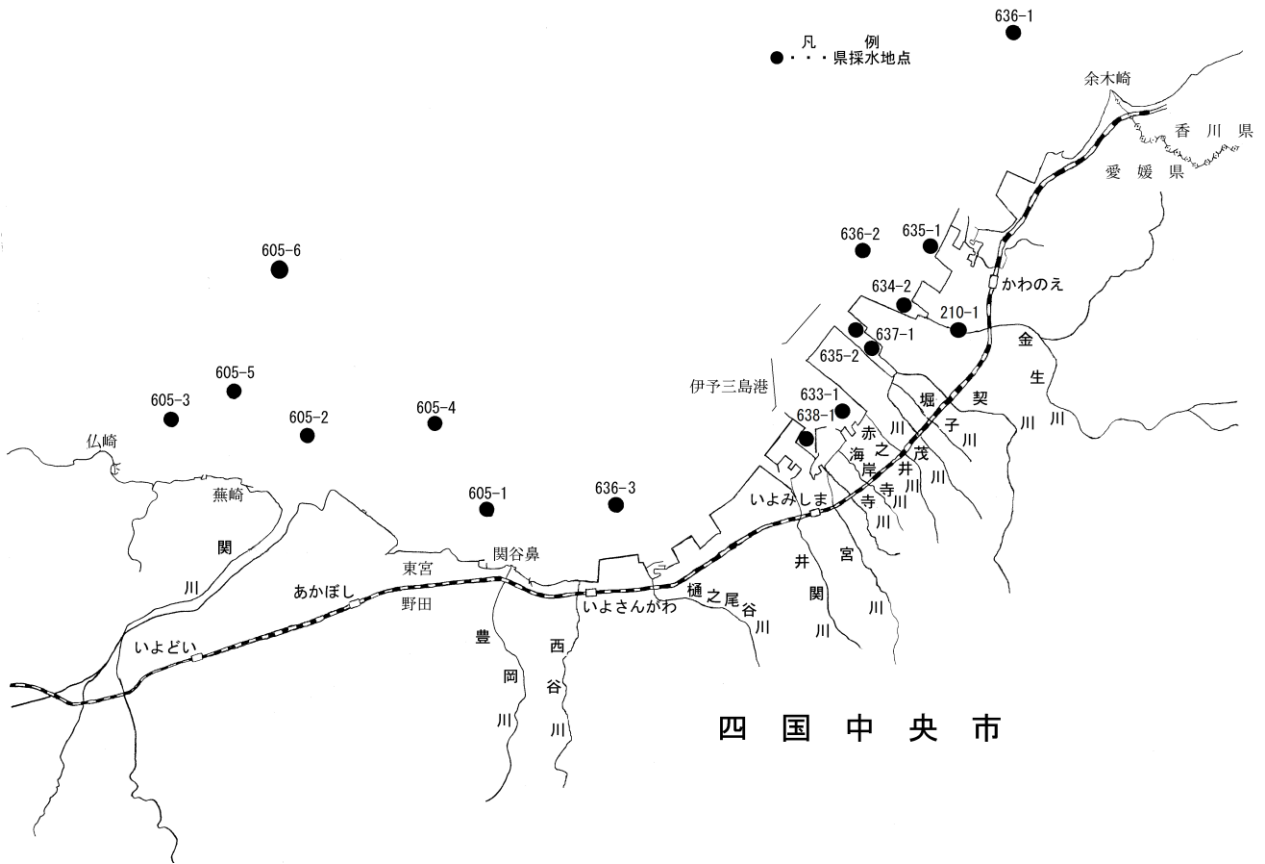 636-1
凡例
●・・・県採水地点
余木崎
香川県
愛媛県
605-6
636-2
635-1
かわのえ
634-2
210-1
637-1
635-2
金生川
605-5
605-3
605-2
605-4
伊予三島港
633-1
638-1
契川
堀子川
赤之井川
茂川
海岸寺川
寺川
仏崎
蕪崎
605-1
636-3
いよみしま
関川
関谷鼻
東宮
野田
あかぼし
いよさんがわ
樋之尾谷川
井関川
宮川
いよどい
豊岡川
西谷川
四国中央市